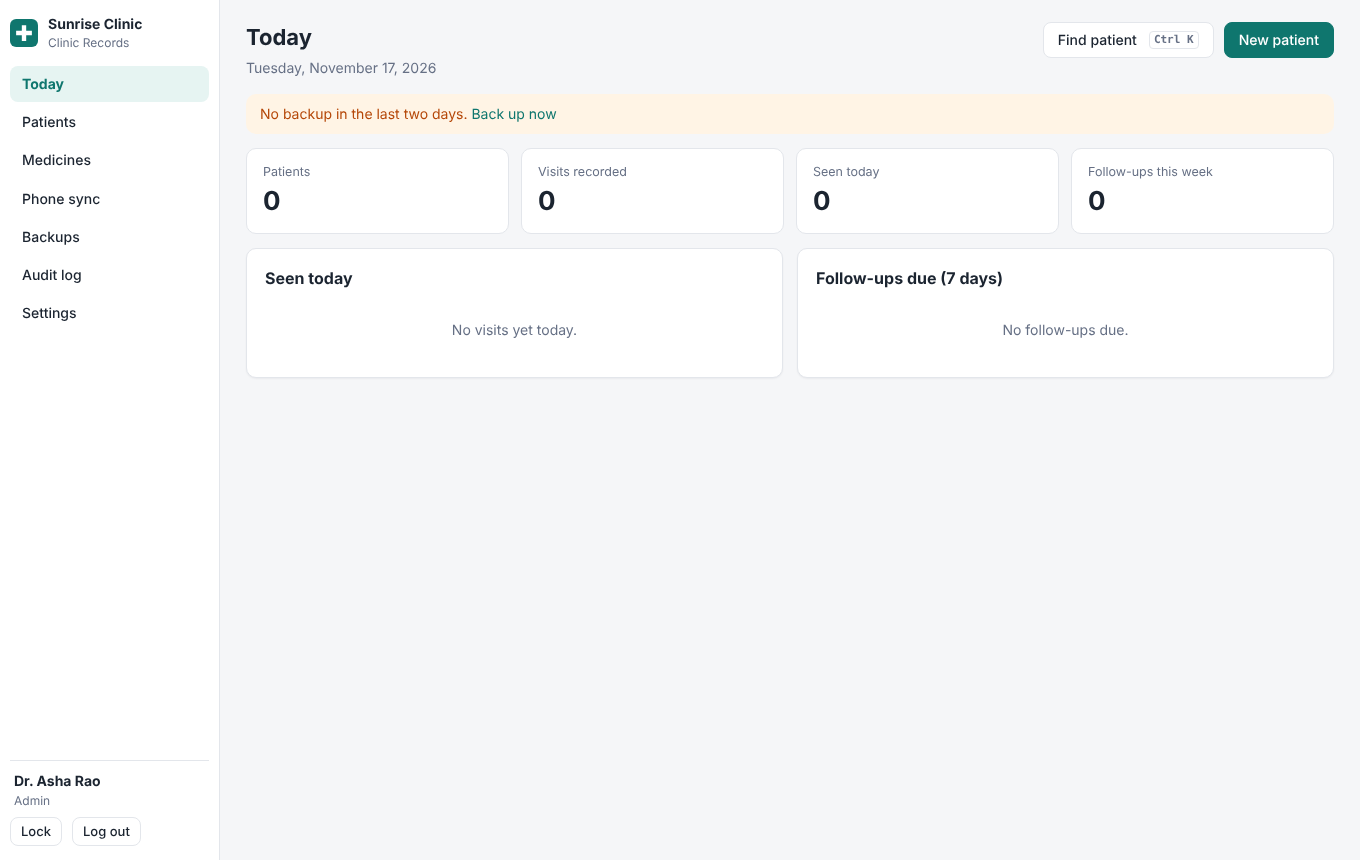 Sunrise Clinic
Clinic Records
Today
Patients
Medicines
Phone sync
Backups
Audit log
Settings
Dr. Asha Rao
Admin
Lock
Log out
Today
Tuesday, November 17, 2026
Find patient Ctrl K
New patient
No backup in the last two days. Back up now
Patients
0
Visits recorded
0
Seen today
0
Follow-ups this week
0
Seen today
No visits yet today.
Follow-ups due (7 days)
No follow-ups due.